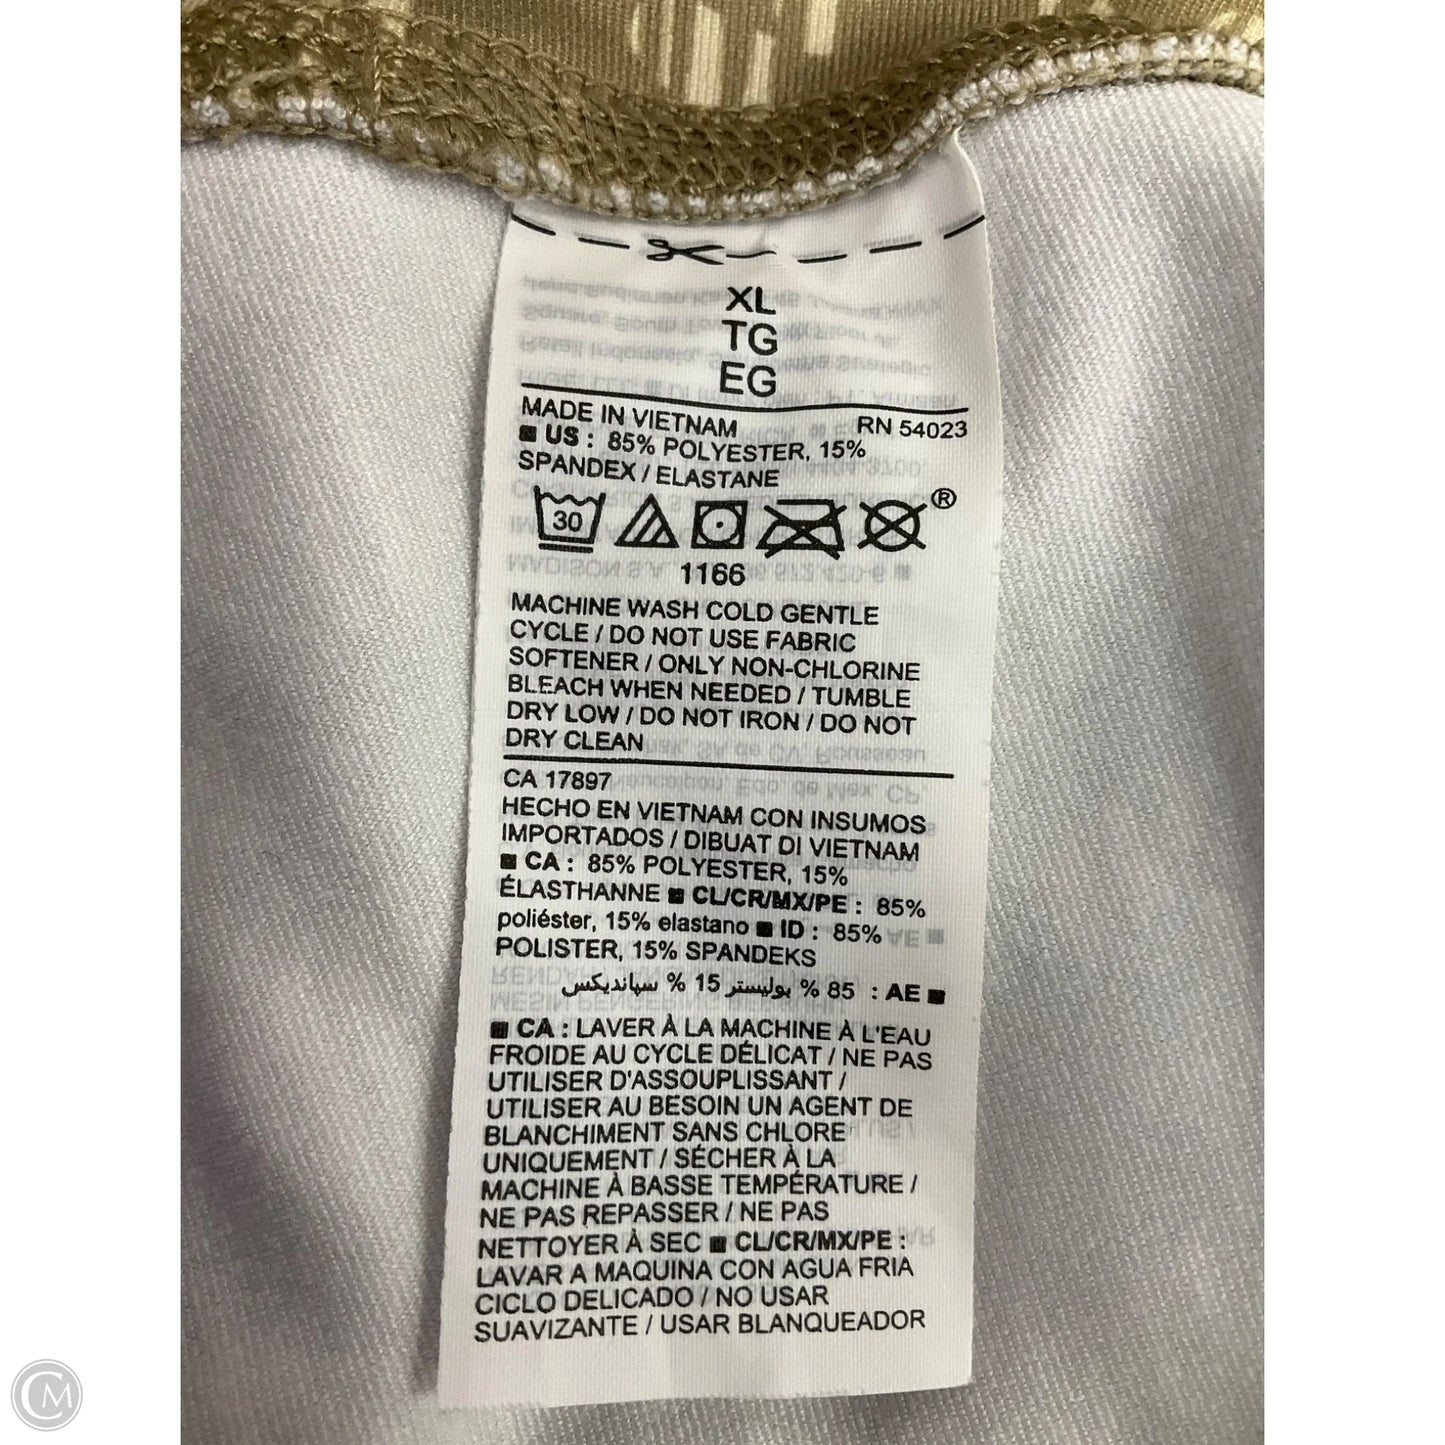 XL
TG
EG
MADE IN VIETNAM RN 54023
■ US : 85% POLYESTER, 15%
SPANDEX / ELASTANE
30 ®
1166
MACHINE WASH COLD GENTLE
CYCLE / DO NOT USE FABRIC
SOFTENER / ONLY NON-CHLORINE
BLEACH WHEN NEEDED / TUMBLE
DRY LOW / DO NOT IRON / DO NOT
DRY CLEAN
CA 17897
HECHO EN VIETNAM CON INSUMOS
IMPORTADOS / DIBUAT DI VIETNAM
■ CA : 85% POLYESTER, 15%
ÉLASTHANNE ■ CL/CR/MX/PE : 85%
poliéster, 15% elastano ■ ID : 85%
POLISTER, 15% SPANDEKS
■ AE : 85 % بوليستر 15 % سپانديكس
■ CA : LAVER À LA MACHINE À L'EAU
FROIDE AU CYCLE DÉLICAT / NE PAS
UTILISER D'ASSOUPLISSANT /
UTILISER AU BESOIN UN AGENT DE
BLANCHIMENT SANS CHLORE
UNIQUEMENT / SÉCHER À LA
MACHINE À BASSE TEMPÉRATURE /
NE PAS REPASSER / NE PAS
NETTOYER À SEC ■ CL/CR/MX/PE :
LAVAR A MAQUINA CON AGUA FRIA
CICLO DELICADO / NO USAR
SUAVIZANTE / USAR BLANQUEADOR
CM